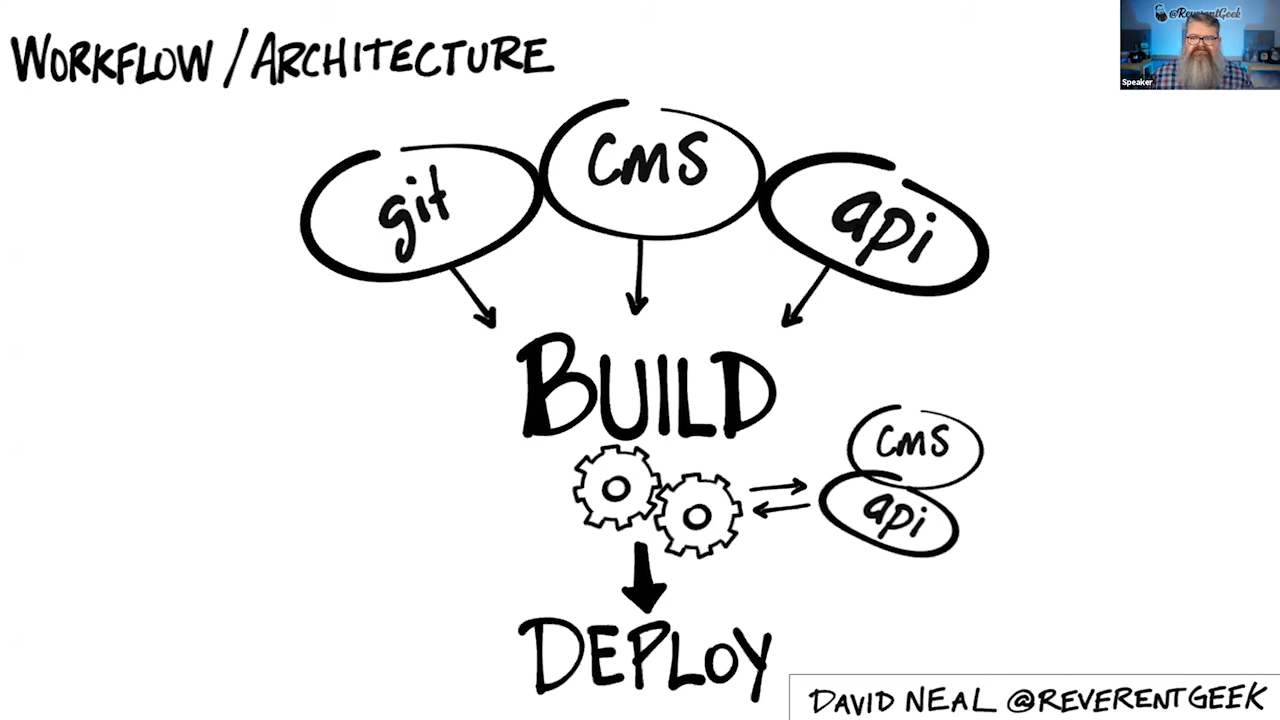 WORKFLOW / ARCHITECTURE
@ReverentGeek
Speaker
git
cms
api
BUILD
cms
api
DEPLOY
DAVID NEAL @REVERENTGEEK